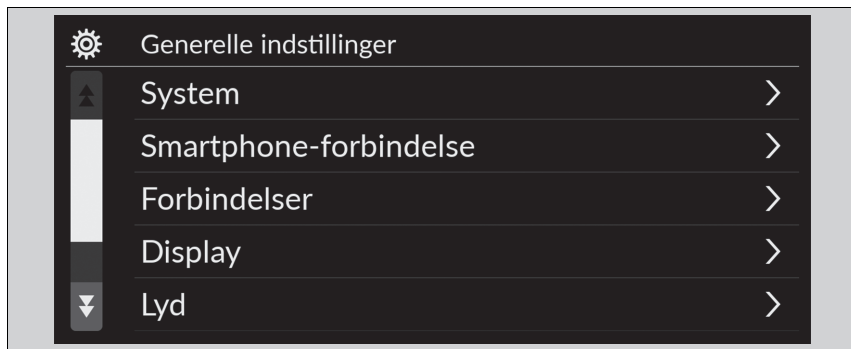 Generelle indstillinger
System
Smartphone-forbindelse
Forbindelser
Display
Lyd